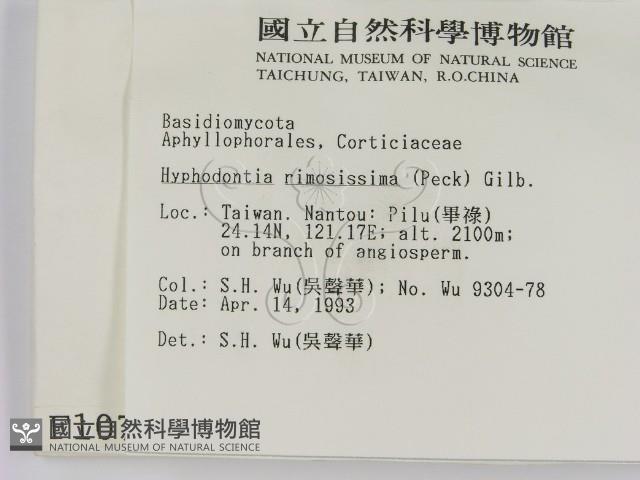 國立自然科學博物館
NATIONAL MUSEUM OF NATURAL SCIENCE
TAICHUNG, TAIWAN, R.O.CHINA
Basidiomycota
Aphyllophorales, Corticiaceae
Hyphodontia rimosissima (Peck) Gilb.
Loc.: Taiwan. Nantou: Pilu(畢祿)
24.14N, 121.17E; alt. 2100m;
on branch of angiosperm.
Col.: S.H. Wu(吳聲華); No. Wu 9304-78
Date: Apr. 14, 1993
Det.: S.H. Wu(吳聲華)
國立自然科學博物館
NATIONAL MUSEUM OF NATURAL SCIENCE